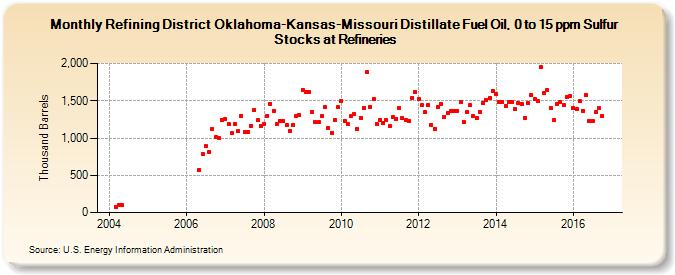 Monthly Refining District Oklahoma-Kansas-Missouri Distillate Fuel Oil, 0 to 15 ppm Sulfur
Stocks at Refineries
Thousand Barrels
2,000
1,500
1,000
500
0
2004 2006 2008 2010 2012 2014 2016
Source: U.S. Energy Information Administration